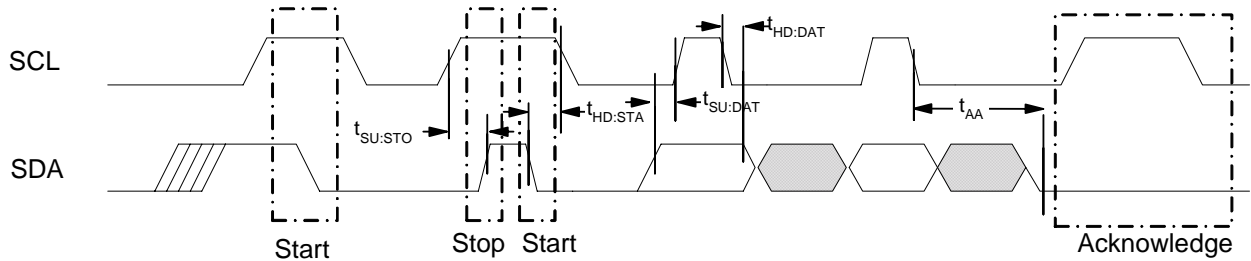 SCL
t_HD:DAT
t_HD:STA
t_SU:DAT
t_AA
t_SU:STO
SDA
Start
Stop
Start
Acknowledge